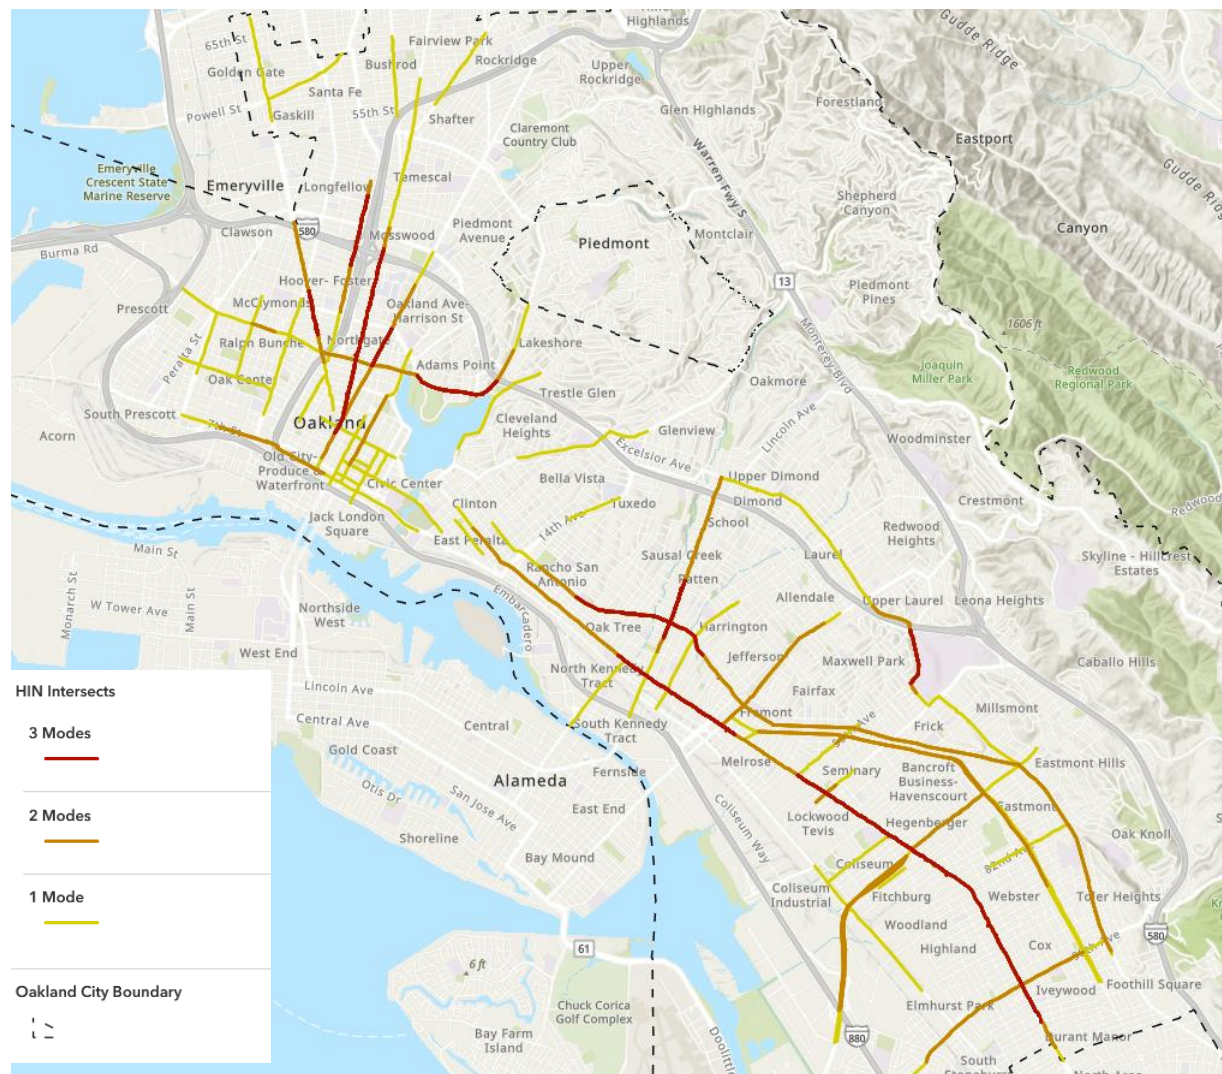 Highlands
Gudde Ridge
65th St
Fairview Park
Golden Gate
Bushrod
Rockridge
Upper
Rockridge
Santa Fe
Powell St
Gaskill
55th St
Shafter
Glen Highlands
Forestland
Claremont
Country Club
Eastport
Warren Fwy S
Gudde
Emeryville
Crescent State
Marine Reserve
Emeryville
Longfellow
Temescal
Shepherd
Canyon
Clawson
580
Mosswood
Piedmont
Avenue
Piedmont
Montclair
Canyon
Burma Rd
Hoover- Foster
13
Piedmont
Pines
Prescott
McClymonds
Oakland Ave-
Harrison St
1606 ft
Peralta St
Ralph Bunche
Northgate
Lakeshore
Monterey Blvd
Adams Point
Oak Center
Trestle Glen
Oakmore
Joaquin
Miller Park
Redwood
Regional Park
South Prescott
7th St
Oakland
Cleveland
Heights
Glenview
Lincoln Ave
Woodminster
Acorn
Old City-
Produce &
Waterfront
Civic Center
Excelsior Ave
Bella Vista
Upper Dimond
Dimond
Crestmont
Redwood
Clinton
Tuxedo
14th Ave
School
Jack London
Square
East Peralta
Redwood
Heights
Main St
Sausal Creek
Laurel
Skyline - Hillcrest
Estates
Rancho San
Antonio
Patten
Monarch St
W Tower Ave
Main St
Northside
West
Embarcadero
Allendale
Upper Laurel
Leona Heights
Oak Tree
Harrington
West End
North Kennedy
Tract
Jefferson
Maxwell Park
Caballo Hills
HIN Intersects
Lincoln Ave
Fairfax
Central Ave
Central
South Kennedy
Tract
Fremont
Millsmont
Frick
3 Modes
Gold Coast
Melrose
Seminary
Bancroft
Business-
Havenscourt
Eastmont Hills
Alameda
Fernside
Otis Dr
San Jose Ave
East End
Coliseum Way
Eastmont
2 Modes
Shoreline
Lockwood
Tevis
Hegenberger
Oak Knoll
Bay Mound
Coliseum
82nd Ave
1 Mode
Coliseum
Industrial
Fitchburg
Webster
Toler Heights
Woodland
61
Highland
Cox
580
6 ft
Oakland City Boundary
Iveywood
Foothill Square
Chuck Corica
Golf Complex
Elmhurst Park
Bay Farm
Island
880
Durant Manor
South